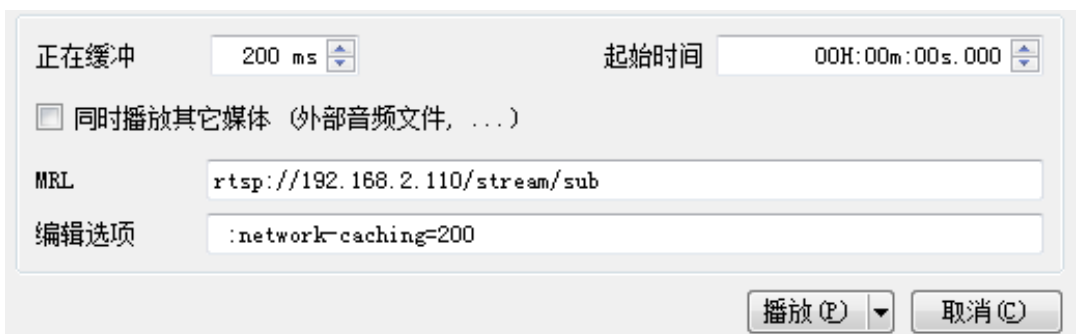 正在缓冲 200 ms 起始时间 00H:00m:00s.000
同时播放其它媒体 (外部音频文件, ...)
MRL rtsp://192.168.2.110/stream/sub
编辑选项 :network-caching=200
播放(P) 取消(C)